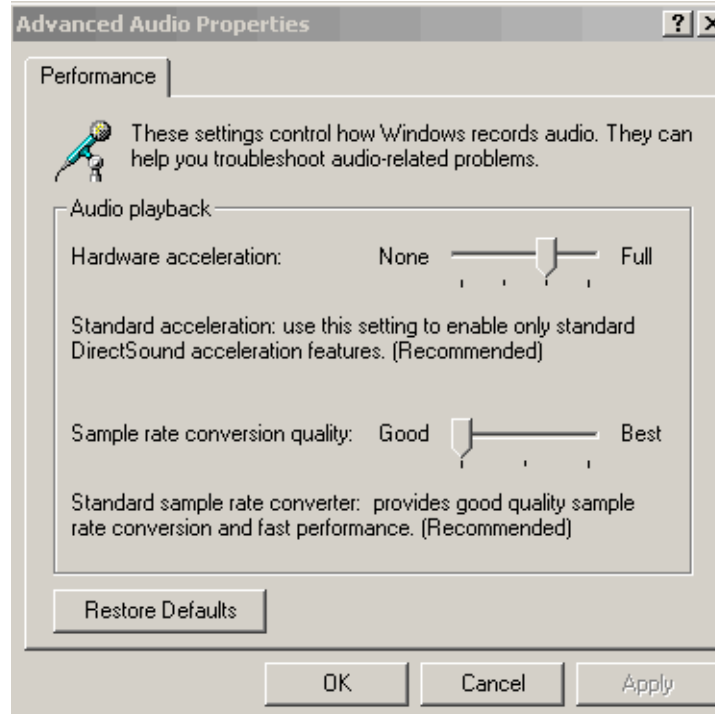 Advanced Audio Properties
Performance
These settings control how Windows records audio. They can
help you troubleshoot audio-related problems.
Audio playback
Hardware acceleration: None Full
Standard acceleration: use this setting to enable only standard
DirectSound acceleration features. (Recommended)
Sample rate conversion quality: Good Best
Standard sample rate converter: provides good quality sample
rate conversion and fast performance. (Recommended)
Restore Defaults
OK Cancel Apply